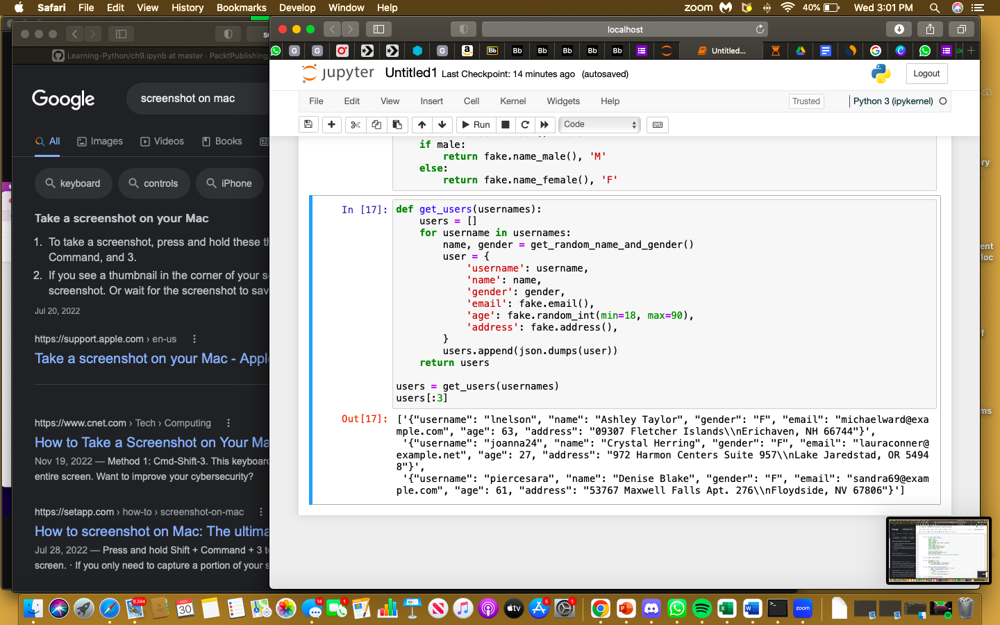 Safari File Edit View History Bookmarks Develop Window Help
zoom 40% Wed 3:01 PM
Learning-Python/ch9.ipynb at master · PacktPublishing
Google
screenshot on mac
All Images Videos Books
keyboard controls iPhone
Take a screenshot on your Mac
1. To take a screenshot, press and hold these
Command, and 3.
2. If you see a thumbnail in the corner of your
screenshot. Or wait for the screenshot to
Jul 20, 2022
https://support.apple.com › en-us
Take a screenshot on your Mac -
https://www.cnet.com › Tech › Computing
How to Take a Screenshot on Your
Nov 19, 2022 — Method 1: Cmd-Shift-3. This
entire screen. Want to improve your cybersecurity?
https://setapp.com › how-to › screenshot-on-mac
How to screenshot on Mac: The
Jul 28, 2022 — Press and hold Shift + Command + 3
screen. · If you only need to capture a portion of your
localhost
Untitled...
jupyter Untitled1 Last Checkpoint: 14 minutes ago (autosaved)
Logout
File Edit View Insert Cell Kernel Widgets Help
Trusted
Python 3 (ipykernel)
Run Code
if male:
return fake.name_male(), 'M'
else:
return fake.name_female(), 'F'
In [17]: def get_users(usernames):
users = []
for username in usernames:
name, gender = get_random_name_and_gender()
user = {
'username': username,
'name': name,
'gender': gender,
'email': fake.email(),
'age': fake.random_int(min=18, max=90),
'address': fake.address(),
}
users.append(json.dumps(user))
return users
users = get_users(usernames)
users[:3]
Out[17]: ['{"username": "lnelson", "name": "Ashley Taylor", "gender": "F", "email": "michaelward@exa
mple.com", "age": 63, "address": "09307 Fletcher Islands\\nErichaven, NH 66744"}',
'{"username": "joanna24", "name": "Crystal Herring", "gender": "F", "email": "lauraconner@
example.net", "age": 27, "address": "972 Harmon Centers Suite 957\\nLake Jaredstad, OR 5494
8"}',
'{"username": "piercesara", "name": "Denise Blake", "gender": "F", "email": "sandra69@exam
ple.com", "age": 61, "address": "53767 Maxwell Falls Apt. 276\\nFloydside, NV 67806"}']
9,344
NOV
30
14
1
tv
5
1
zoom